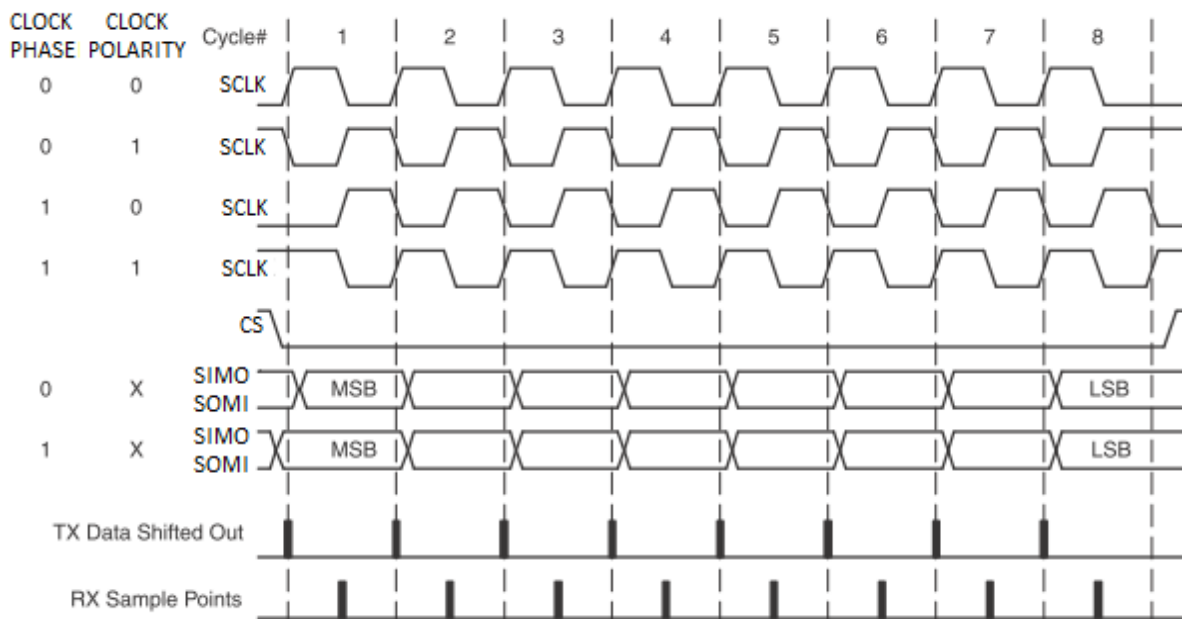 CLOCK CLOCK
PHASE POLARITY Cycle# 1 2 3 4 5 6 7 8
0 0 SCLK
0 1 SCLK
1 0 SCLK
1 1 SCLK
CS
SIMO
0 X MSB LSB
SOMI
SIMO
1 X MSB LSB
SOMI
TX Data Shifted Out
RX Sample Points